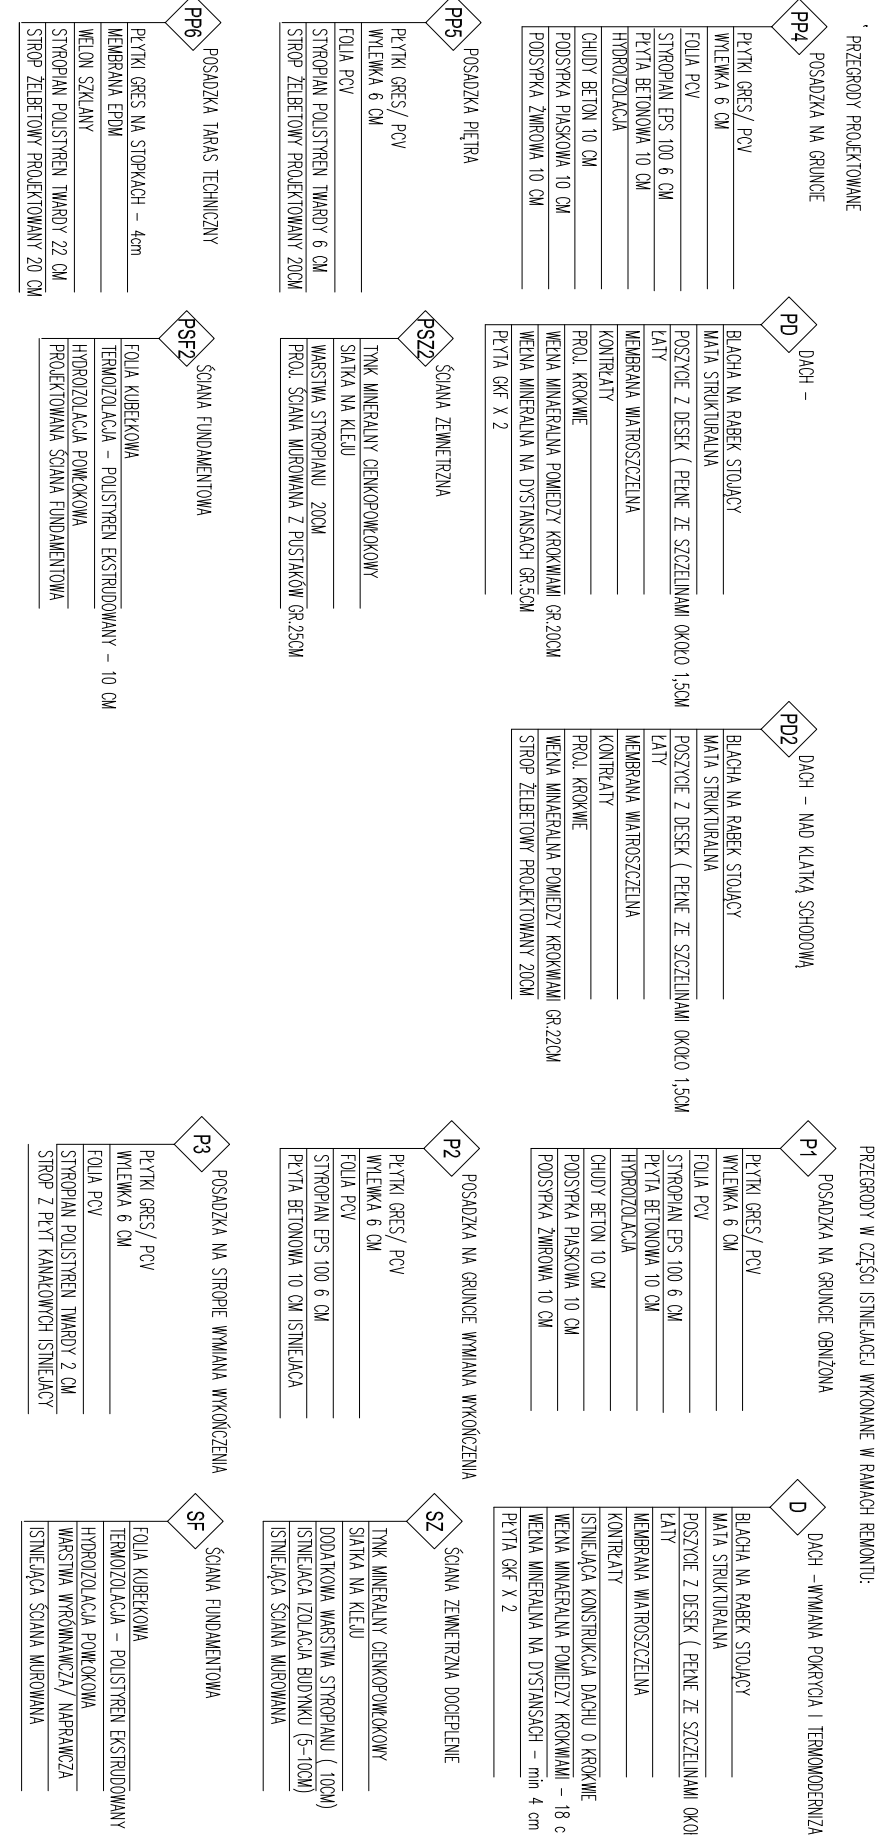 PRZEGRODY PROJEKTOWANE
PP4
POSADZKA NA GRUNCIE
PŁYTKI GRES/ PCV
WYLEWKA 6 CM
FOLIA PCV
STYROPIAN EPS 100 6 CM
PŁYTA BETONOWA 10 CM
HYDROIZOLACJA
CHUDY BETON 10 CM
PODSYPKA PIASKOWA 10 CM
PODSYPKA ŻWIROWA 10 CM
PD
DACH –
BLACHA NA RABEK STOJĄCY
MATA STRUKTURALNA
POSZYCIE Z DESEK ( PEŁNE ZE SZCZELINAMI OKOŁO 1,5CM
ŁATY
MEMBRANA WIATROSZCZELNA
KONTRŁATY
PROJ. KROKWIE
WEŁNA MINAERALNA POMIEDZY KROKWIAMI GR.20CM
WEŁNA MINERALNA NA DYSTANSACH GR.5CM
PŁYTA GKF X 2
PD2
DACH – NAD KLATKĄ SCHODOWĄ
BLACHA NA RABEK STOJĄCY
MATA STRUKTURALNA
POSZYCIE Z DESEK ( PEŁNE ZE SZCZELINAMI OKOŁO 1,5CM
ŁATY
MEMBRANA WIATROSZCZELNA
KONTRŁATY
PROJ. KROKWIE
WEŁNA MINAERALNA POMIEDZY KROKWIAMI GR.22CM
STROP ŻELBETOWY PROJEKTOWANY 20CM
PP5
POSADZKA PIĘTRA
PŁYTKI GRES/ PCV
WYLEWKA 6 CM
FOLIA PCV
STYROPIAN POLISTYREN TWARDY 6 CM
STROP ŻELBETOWY PROJEKTOWANY 20CM
PSZ2
ŚCIANA ZEWNETRZNA
TYNK MINERALNY CIENKOPOWŁOKOWY
SIATKA NA KLEJU
WARSTWA STYROPIANU 20CM
PROJ. ŚCIANA MUROWANA Z PUSTAKÓW GR.25CM
PP6
POSADZKA TARAS TECHNICZNY
PŁYTKI GRES NA STOPKACH – 4cm
MEMBRANA EPDM
WELON SZKLANY
STYROPIAN POLISTYREN TWARDY 22 CM
STROP ŻELBETOWY PROJEKTOWANY 20 CM
PSF2
ŚCIANA FUNDAMENTOWA
FOLIA KUBEŁKOWA
TERMOIZOLACJA – POLISTYREN EKSTRUDOWANY – 10 CM
HYDROIZOLACJA POWŁOKOWA
PROJEKTOWANA ŚCIANA FUNDAMENTOWA
PRZEGRODY W CZĘŚCI ISTNIEJACEJ WYKONANE W RAMACH REMONTU:
P1
POSADZKA NA GRUNCIE OBNIŻONA
PŁYTKI GRES/ PCV
WYLEWKA 6 CM
FOLIA PCV
STYROPIAN EPS 100 6 CM
PŁYTA BETONOWA 10 CM
HYDROIZOLACJA
CHUDY BETON 10 CM
PODSYPKA PIASKOWA 10 CM
PODSYPKA ŻWIROWA 10 CM
D
DACH –WYMIANA POKRYCIA I TERMOMODERNIZA
BLACHA NA RABEK STOJĄCY
MATA STRUKTURALNA
POSZYCIE Z DESEK ( PEŁNE ZE SZCZELINAMI OKOŁ
ŁATY
MEMBRANA WIATROSZCZELNA
KONTRŁATY
ISTNIEJĄCA KONSTRUKCJA DACHU O KROKWIE
WEŁNA MINAERALNA POMIEDZY KROKWIAMI – 18 c
WEŁNA MINERALNA NA DYSTANSACH – min 4 cm
PŁYTA GKF X 2
P2
POSADZKA NA GRUNCIE WYMIANA WYKOŃCZENIA
PŁYTKI GRES/ PCV
WYLEWKA 6 CM
FOLIA PCV
STYROPIAN EPS 100 6 CM
PŁYTA BETONOWA 10 CM ISTNIEJACA
SZ
ŚCIANA ZEWNETRZNA DOCIEPLENIE
TYNK MINERALNY CIENKOPOWŁOKOWY
SIATKA NA KLEJU
DODATKOWA WARSTWA STYROPIANU ( 10CM)
ISTNIEJACA IZOLACJA BUDYNKU (5–10CM)
ISTNIEJĄCA ŚCIANA MUROWANA
P3
POSADZKA NA STROPIE WYMIANA WYKOŃCZENIA
PŁYTKI GRES/ PCV
WYLEWKA 6 CM
FOLIA PCV
STYROPIAN POLISTYREN TWARDY 2 CM
STROP Z PŁYT KANAŁOWYCH ISTNIEJACY
SF
ŚCIANA FUNDAMENTOWA
FOLIA KUBEŁKOWA
TERMOIZOLACJA – POLISTYREN EKSTRUDOWANY
HYDROIZOLACJA POWŁOKOWA
WARSTWA WYRÓWNAWCZA/ NAPRAWCZA
ISTNIEJĄCA ŚCIANA MUROWANA